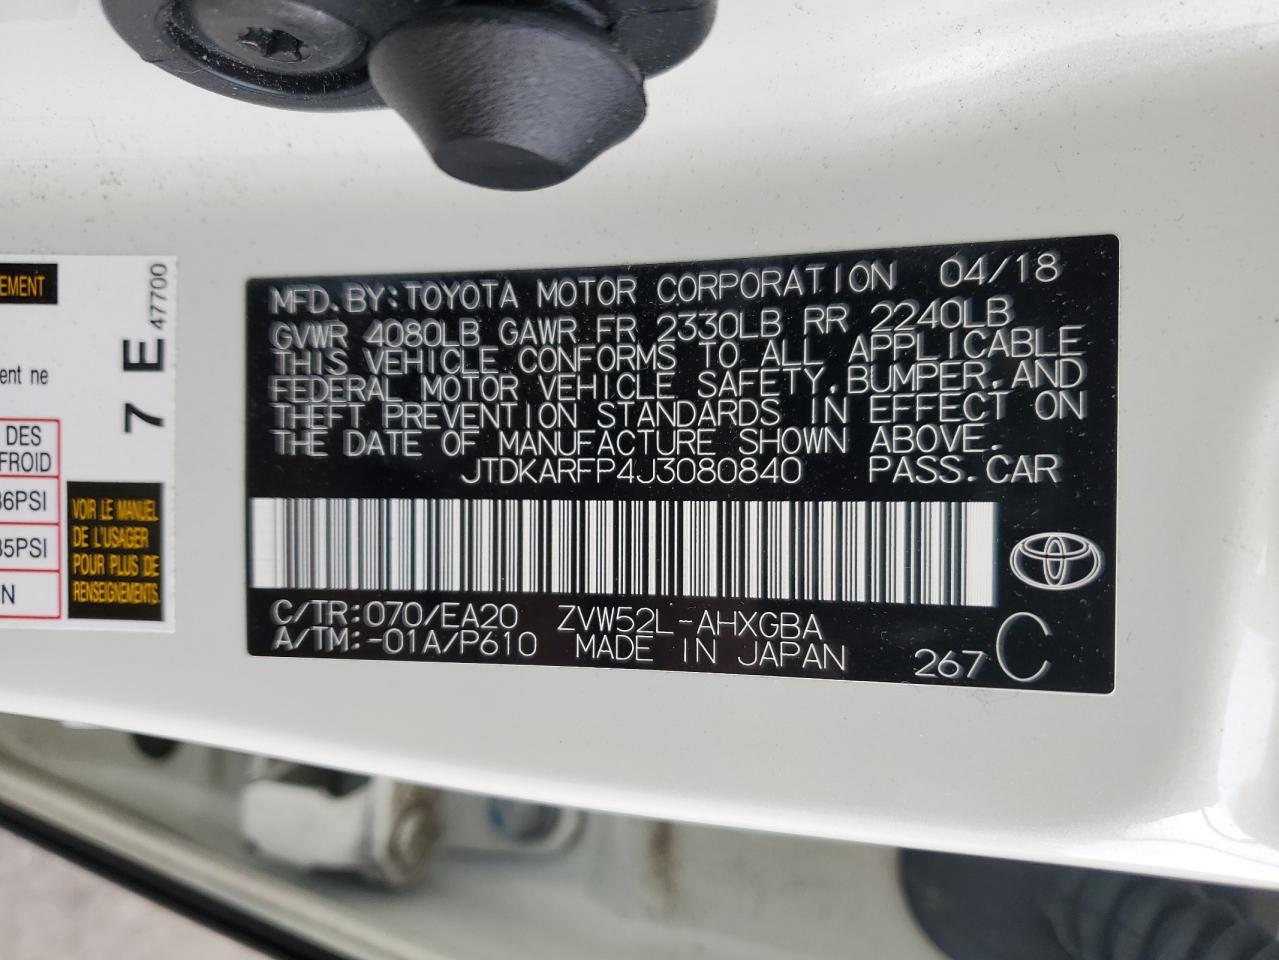 EMENT
ent ne
DES
FROID
36PSI
35PSI
N
47700
7 E
VOIR LE MANUEL
DE L'USAGER
POUR PLUS DE
RENSEIGNEMENTS.
MFD.BY:TOYOTA MOTOR CORPORATION 04/18
GVWR 4080LB GAWR FR 2330LB RR 2240LB
THIS VEHICLE CONFORMS TO ALL APPLICABLE
FEDERAL MOTOR VEHICLE SAFETY,BUMPER,AND
THEFT PREVENTION STANDARDS IN EFFECT ON
THE DATE OF MANUFACTURE SHOWN ABOVE.
JTDKARFP4J3080840 PASS.CAR
C/TR:070/EA20 ZVW52L-AHXGBA
A/TM:-01A/P610 MADE IN JAPAN 267 C